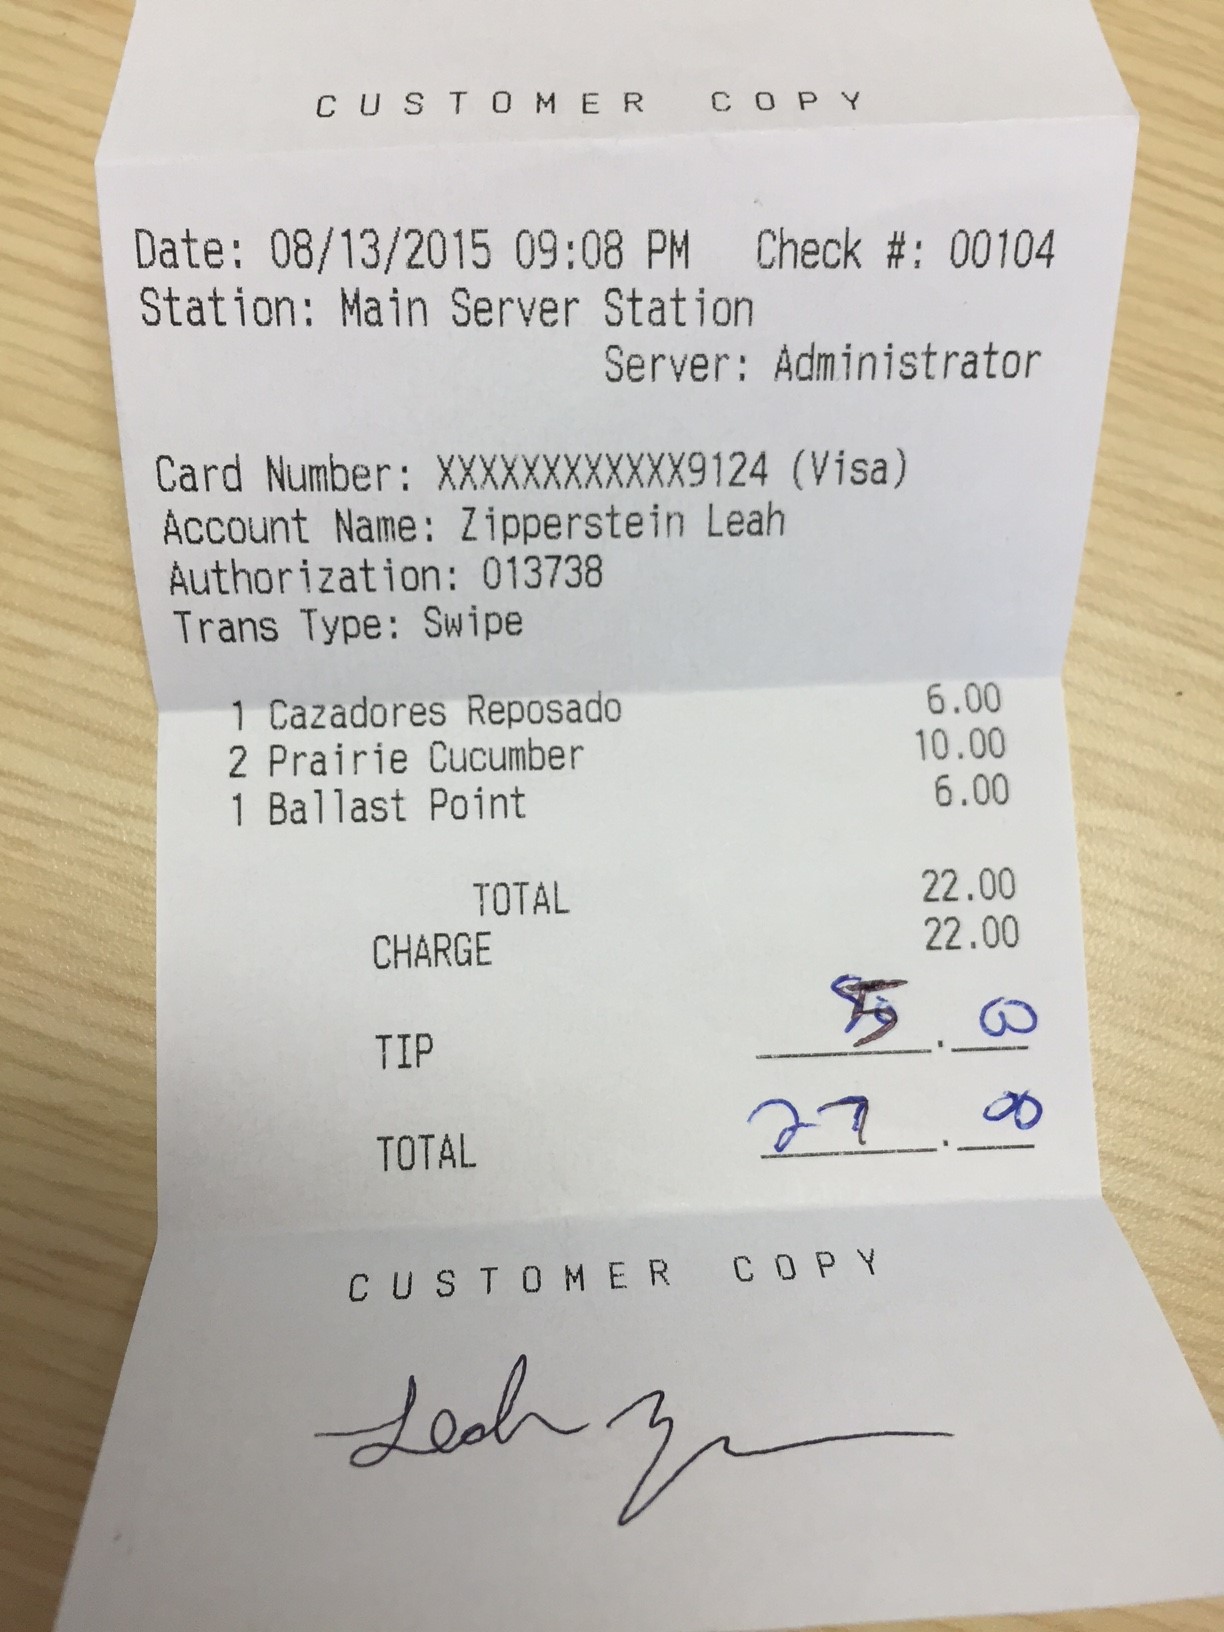 CUSTOMER COPY
Date: 08/13/2015 09:08 PM Check #: 00104
Station: Main Server Station
Server: Administrator
Card Number: XXXXXXXXXXXX9124 (Visa)
Account Name: Zipperstein Leah
Authorization: 013738
Trans Type: Swipe
1 Cazadores Reposado 6.00
2 Prairie Cucumber 10.00
1 Ballast Point 6.00
TOTAL 22.00
CHARGE 22.00
TIP 5.00
TOTAL 27.00
CUSTOMER COPY
Leah